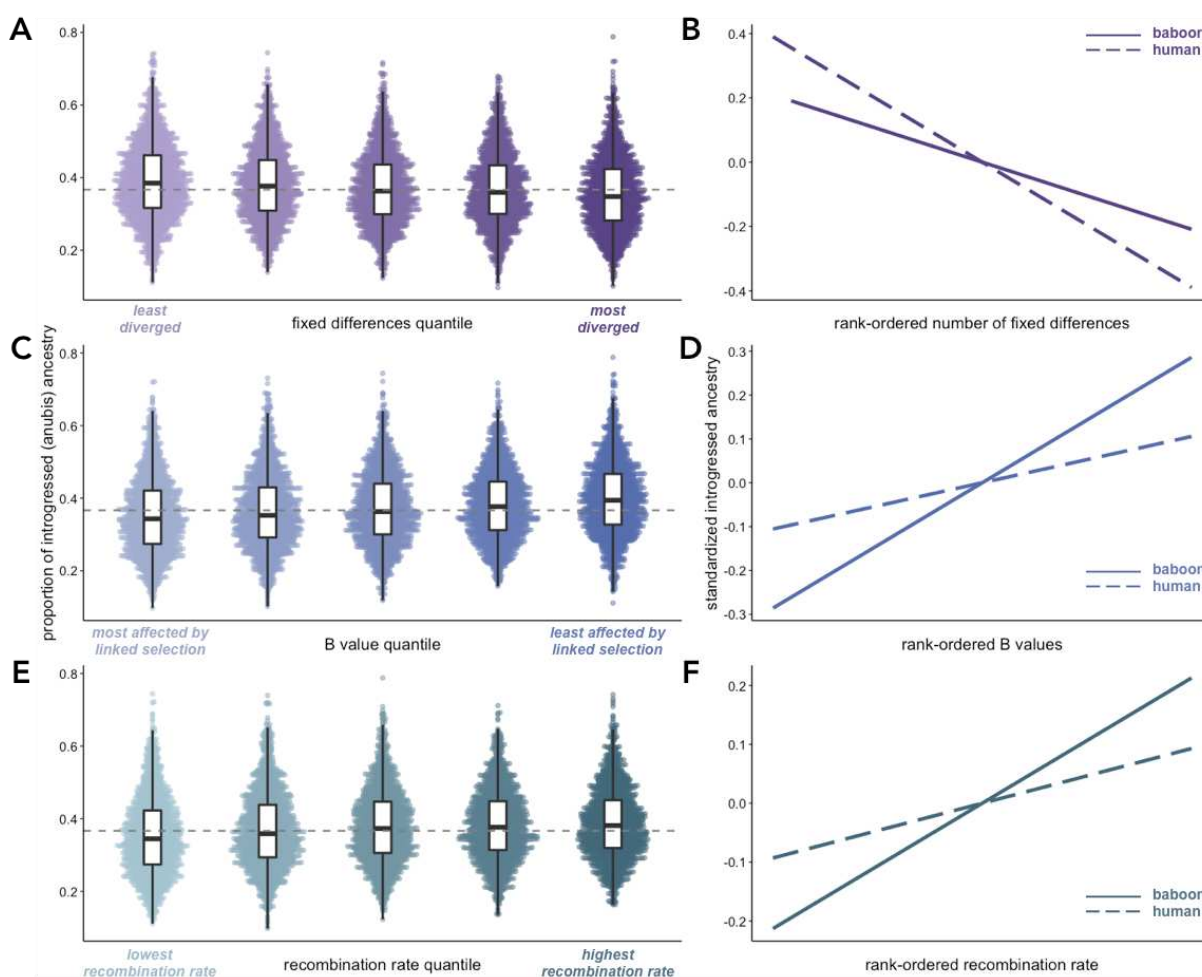 A
0.8
0.6
0.4
0.2
least
diverged
fixed differences quantile
most
diverged
B
baboon
human
0.4
0.2
0.0
-0.2
-0.4
rank-ordered number of fixed differences
proportion of introgressed (anubis) ancestry
C
0.8
0.6
0.4
0.2
most affected by
linked selection
B value quantile
least affected by
linked selection
standardized introgressed ancestry
D
0.3
0.2
0.1
0.0
-0.1
-0.2
-0.3
baboon
human
rank-ordered B values
E
0.8
0.6
0.4
0.2
lowest
recombination rate
recombination rate quantile
highest
recombination rate
F
0.2
0.1
0.0
-0.1
-0.2
baboon
human
rank-ordered recombination rate